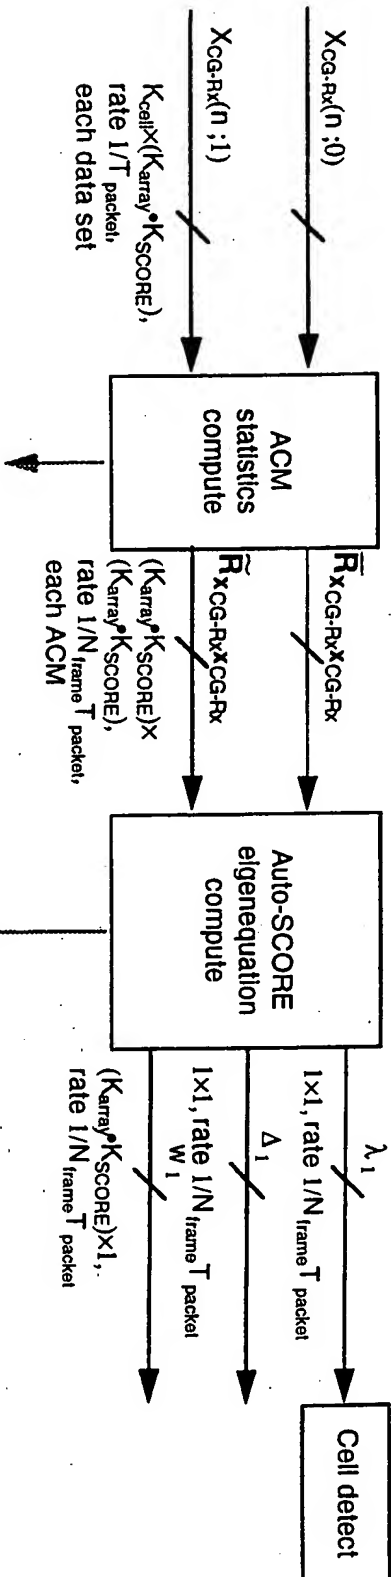 X_CG-Rx(n ;0)
X_CG-Rx(n ;1)
K_cell×(K_array•K_SCORE),
rate 1/T_packet,
each data set
ACM
statistics
compute
R̅_xCG-RxxCG-Rx
R̃_xCG-RxxCG-Rx
(K_array•K_SCORE)×
(K_array•K_SCORE),
rate 1/N_frame T_packet,
each ACM
Auto-SCORE
eigenequation
compute
λ_1
1×1, rate 1/N_frame T_packet
Δ_1
1×1, rate 1/N_frame T_packet
W_1
(K_array•K_SCORE)×1,
rate 1/N_frame T_packet
Cell detect